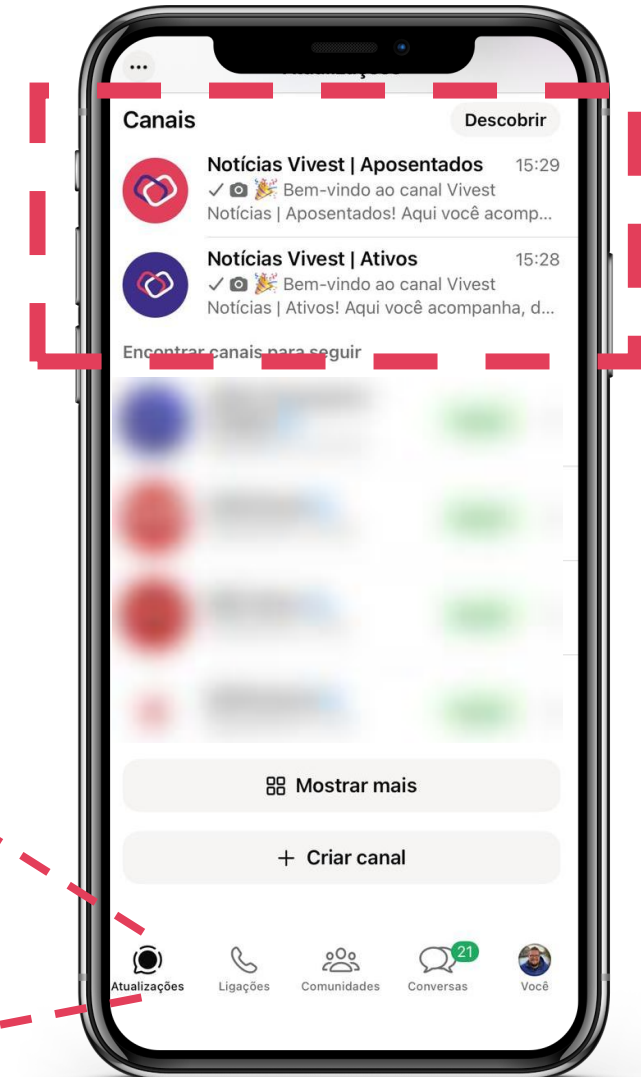 Canais
Descobrir
Notícias Vivest | Aposentados 15:29
✓ 📷 🎉 Bem-vindo ao canal Vivest
Notícias | Aposentados! Aqui você acomp...
Notícias Vivest | Ativos 15:28
✓ 📷 🎉 Bem-vindo ao canal Vivest
Notícias | Ativos! Aqui você acompanha, d...
Encontrar canais para seguir
Mostrar mais
+ Criar canal
21
Atualizações
Ligações
Comunidades
Conversas
Você